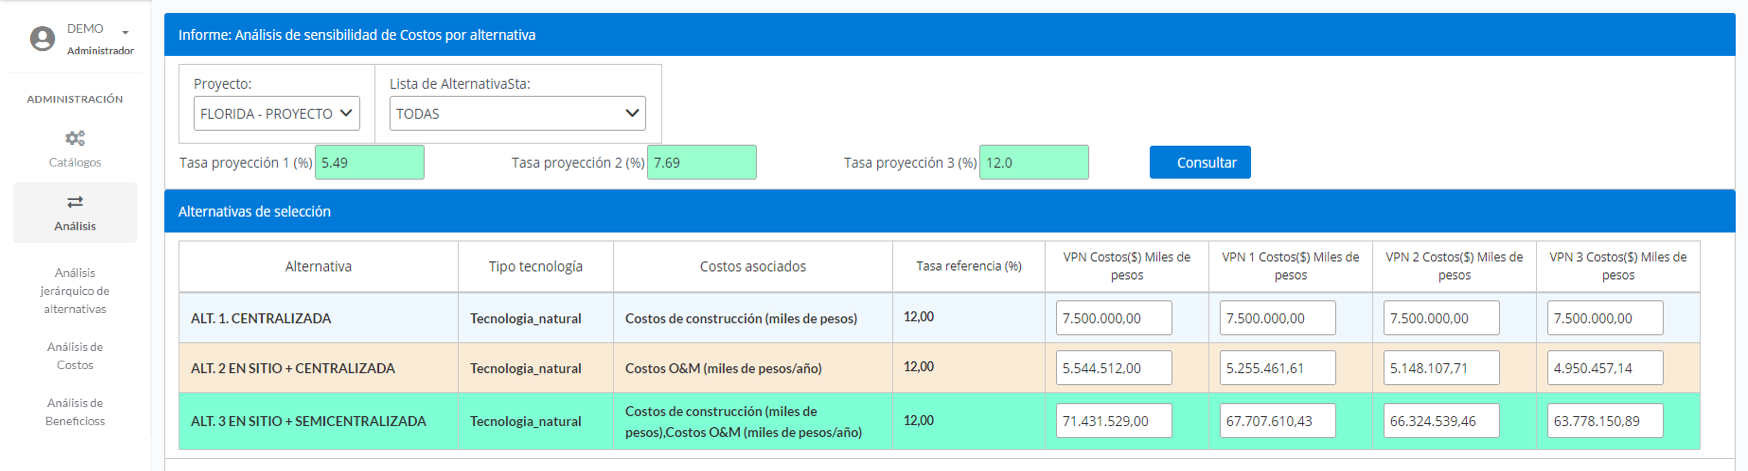 DEMO
Administrador
ADMINISTRACIÓN
Catálogos
Análisis
Análisis
jerárquico de
alternativas
Análisis de
Costos
Análisis de
Beneficioss
Informe: Análisis de sensibilidad de Costos por alternativa
Proyecto:
FLORIDA - PROYECTO
Lista de AlternativaSta:
TODAS
Tasa proyección 1 (%) 5.49
Tasa proyección 2 (%) 7.69
Tasa proyección 3 (%) 12.0
Consultar
Alternativas de selección
Alternativa
Tipo tecnología
Costos asociados
Tasa referencia (%)
VPN Costos($) Miles de
pesos
VPN 1 Costos($) Miles de
pesos
VPN 2 Costos($) Miles de
pesos
VPN 3 Costos($) Miles de
pesos
ALT. 1. CENTRALIZADA
Tecnologia_natural
Costos de construcción (miles de pesos)
12,00
7.500.000,00
7.500.000,00
7.500.000,00
7.500.000,00
ALT. 2 EN SITIO + CENTRALIZADA
Tecnologia_natural
Costos O&M (miles de pesos/año)
12,00
5.544.512,00
5.255.461,61
5.148.107,71
4.950.457,14
ALT. 3 EN SITIO + SEMICENTRALIZADA
Tecnologia_natural
Costos de construcción (miles de
pesos),Costos O&M (miles de pesos/año)
12,00
71.431.529,00
67.707.610,43
66.324.539,46
63.778.150,89